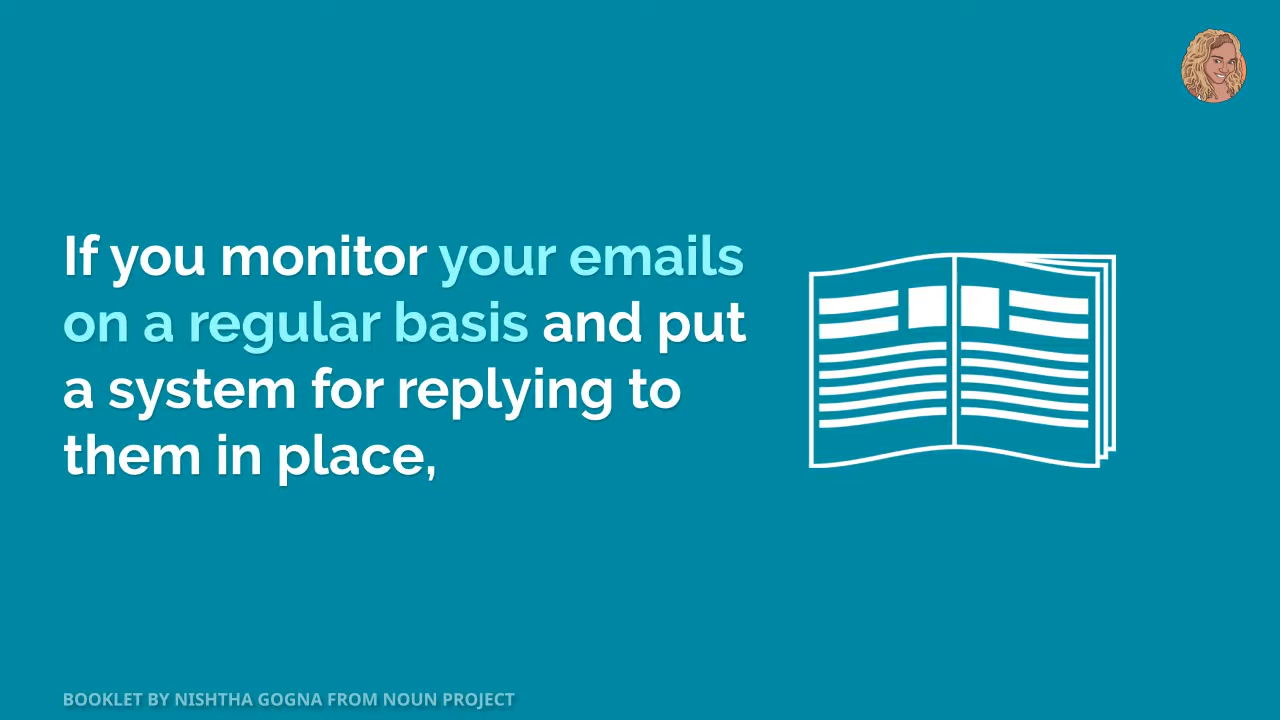 If you monitor your emails
on a regular basis and put
a system for replying to
them in place,
BOOKLET BY NISHTHA GOGNA FROM NOUN PROJECT